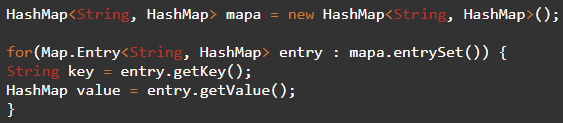 HashMap<String, HashMap> mapa = new HashMap<String, HashMap>();
for(Map.Entry<String, HashMap> entry : mapa.entrySet()) {
String key = entry.getKey();
HashMap value = entry.getValue();
}